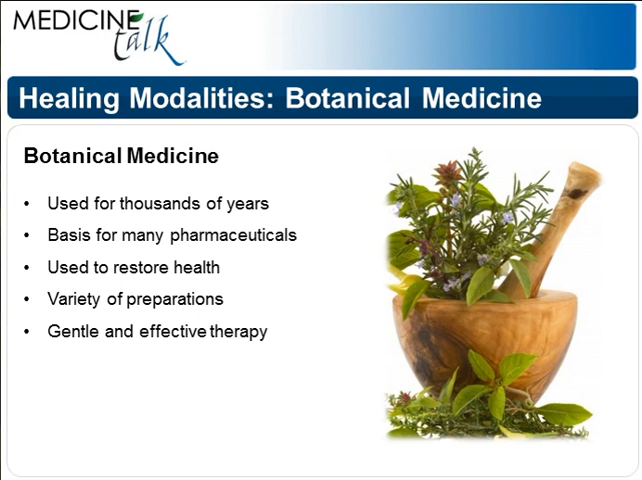 MEDICINE
talk
Healing Modalities: Botanical Medicine
Botanical Medicine
• Used for thousands of years
• Basis for many pharmaceuticals
• Used to restore health
• Variety of preparations
• Gentle and effective therapy